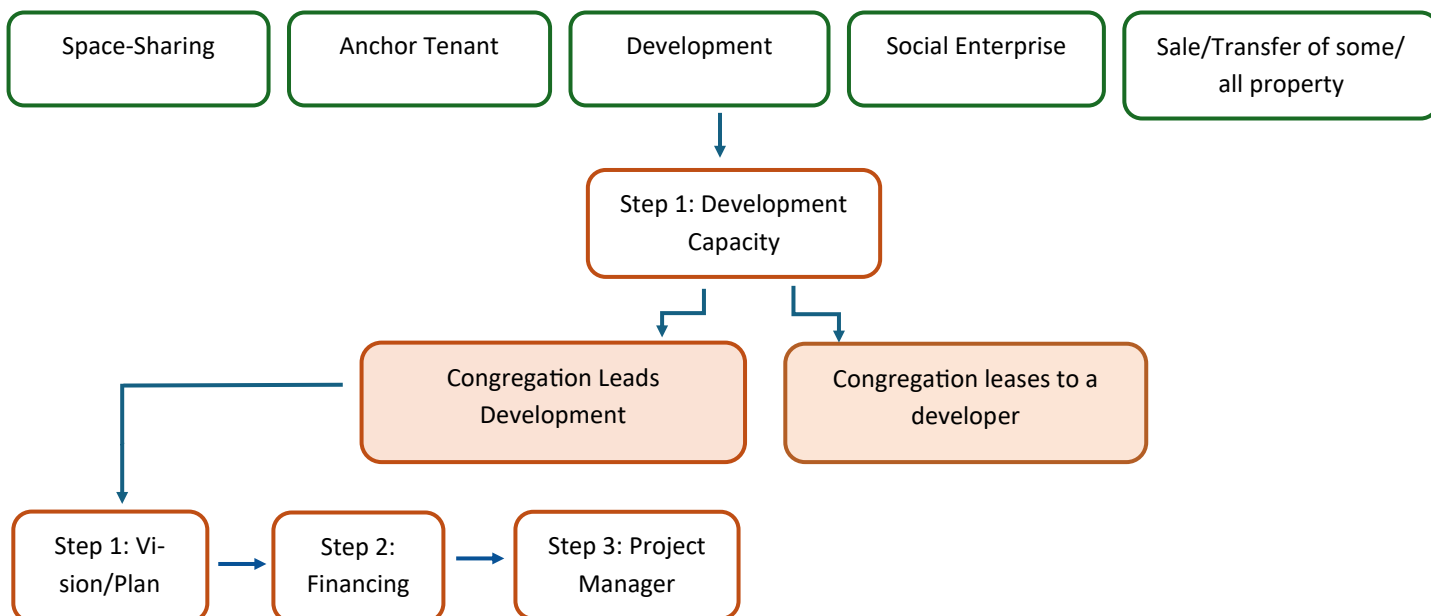 Space-Sharing
Anchor Tenant
Development
Social Enterprise
Sale/Transfer of some/
all property
Step 1: Development
Capacity
Congregation Leads
Development
Congregation leases to a
developer
Step 1: Vi-
sion/Plan
Step 2:
Financing
Step 3: Project
Manager